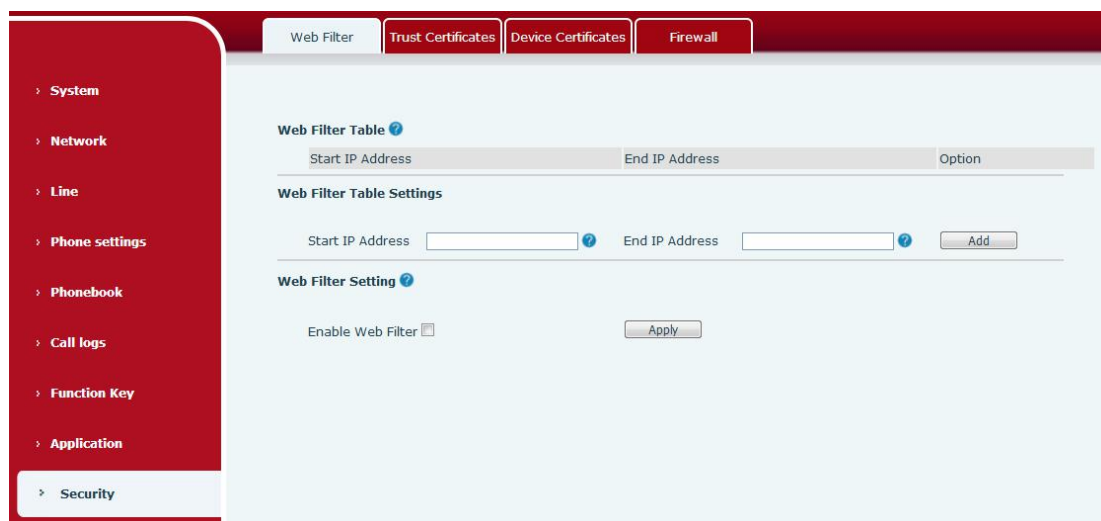 Web Filter Trust Certificates Device Certificates Firewall
› System
› Network
› Line
› Phone settings
› Phonebook
› Call logs
› Function Key
› Application
› Security
Web Filter Table ?
Start IP Address End IP Address Option
Web Filter Table Settings
Start IP Address ? End IP Address ? Add
Web Filter Setting ?
Enable Web Filter Apply